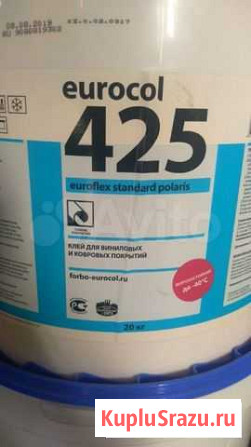 eurocol
425
euroflex standard polaris
КЛЕЙ ДЛЯ ВИНИЛОВЫХ
И КОВРОВЫХ ПОКРЫТИЙ
forbo-eurocol.ru
до -40°C
20 кг
Avito
KupluSrazu.ru